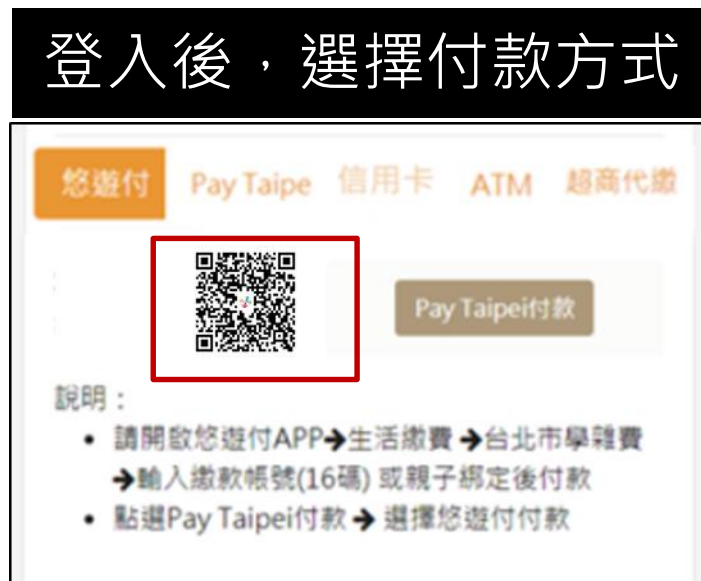 登入後，選擇付款方式
悠遊付 Pay Taipe 信用卡 ATM 超商代繳
Pay Taipei付款
說明：
• 請開啟悠遊付APP➔生活繳費 ➔台北市學雜費
➔輸入繳款帳號(16碼) 或親子綁定後付款
• 點選Pay Taipei付款 ➔ 選擇悠遊付付款